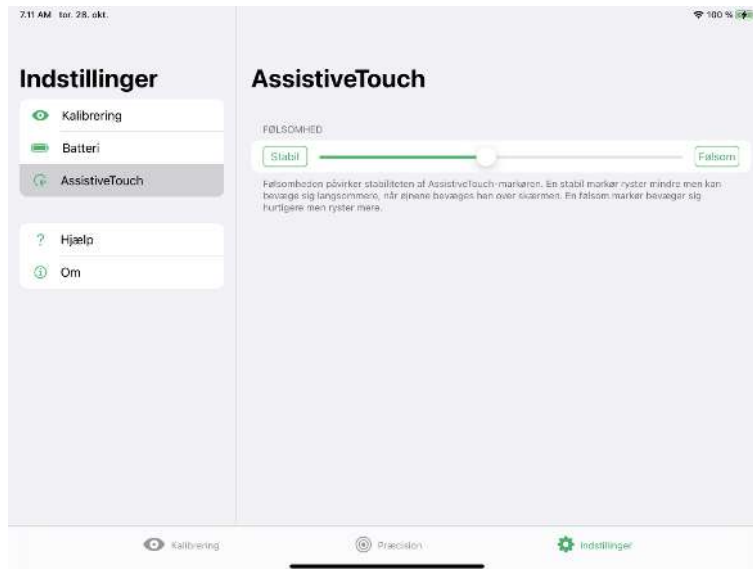 7.11 AM tor. 28. okt.
100 %
Indstillinger
Kalibrering
Batteri
AssistiveTouch
Hjælp
Om
AssistiveTouch
FØLSOMHED
Stabil
Følsom
Følsomheden påvirker stabiliteten af AssistiveTouch-markøren. En stabil markør ryster mindre men kan
bevæge sig langsommere, når øjnene bevæges hen over skærmen. En følsom markør bevæger sig
hurtigere men ryster mere.
Kalibrering
Præcision
Indstillinger